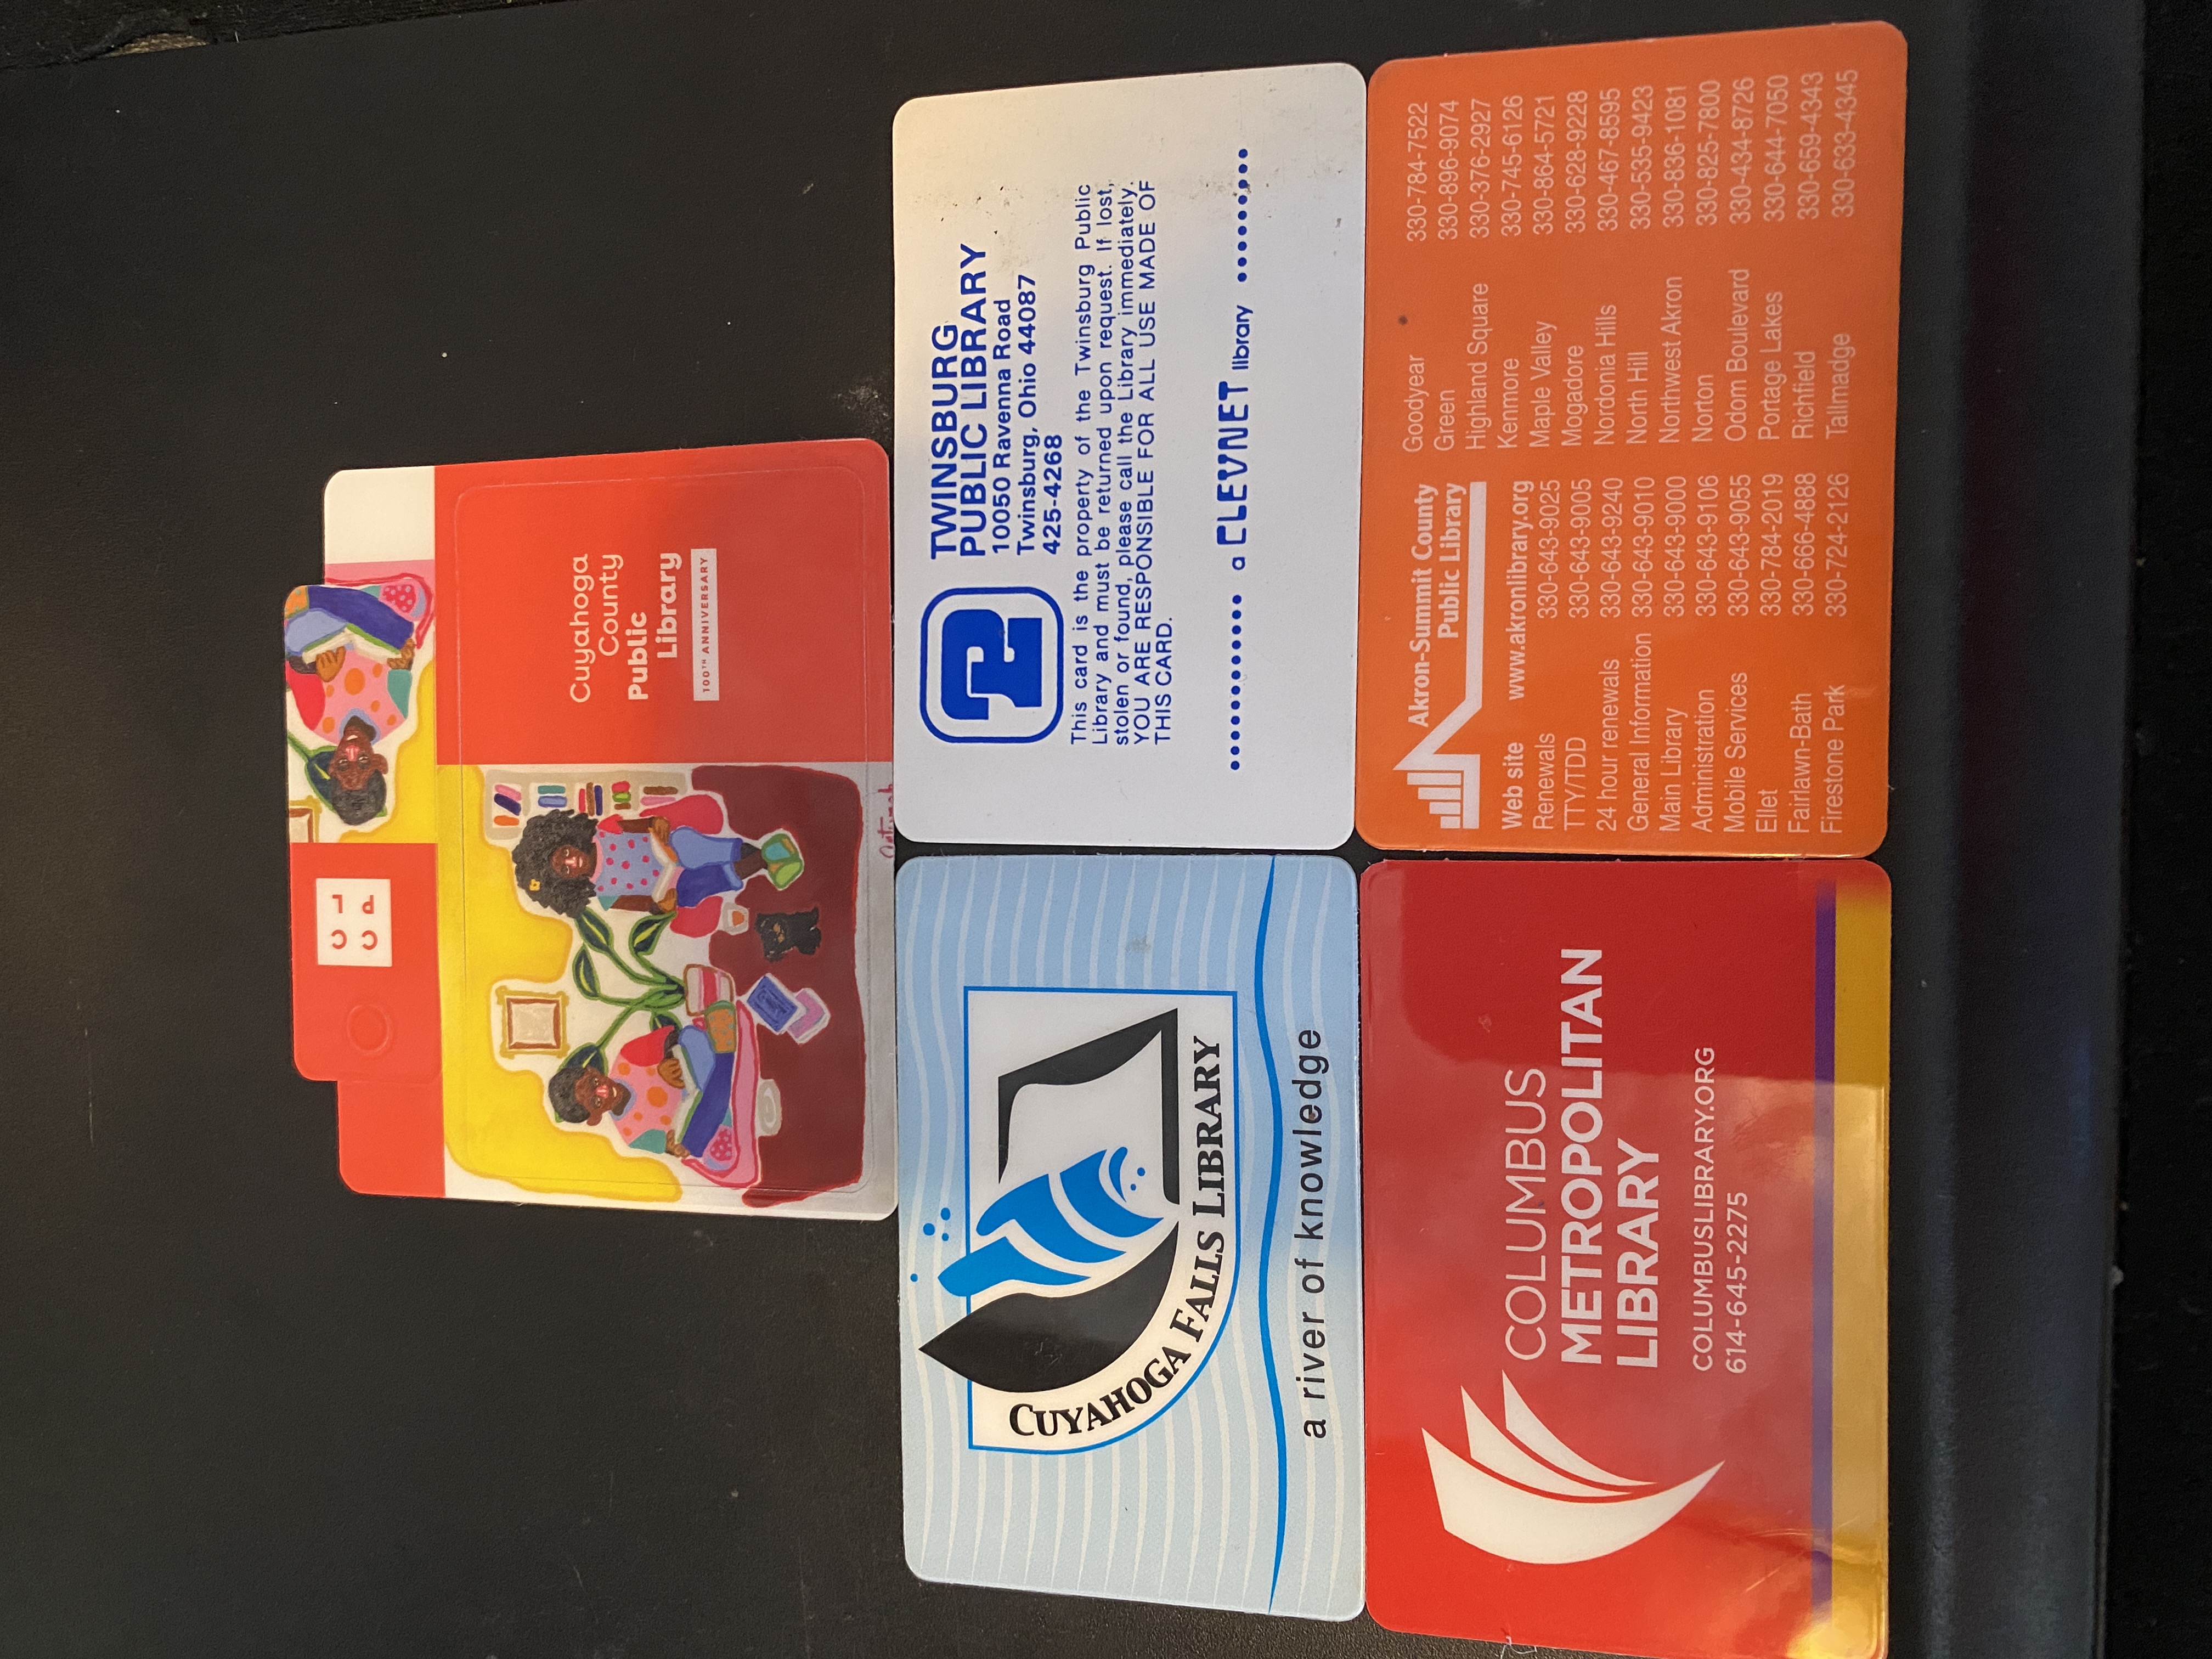 C C
P L
Cuyahoga
County
Public
Library
100TH ANNIVERSARY
CUYAHOGA FALLS LIBRARY
a river of knowledge
TWINSBURG
PUBLIC LIBRARY
10050 Ravenna Road
Twinsburg, Ohio 44087
425-4268
This card is the property of the Twinsburg Public
Library and must be returned upon request. If lost,
stolen or found, please call the Library immediately.
YOU ARE RESPONSIBLE FOR ALL USE MADE OF
THIS CARD.
a CLEVNET library
COLUMBUS
METROPOLITAN
LIBRARY
COLUMBUSLIBRARY.ORG
614-645-2275
Akron-Summit County
Public Library
Web site www.akronlibrary.org
Renewals 330-643-9025
TTY/TDD 330-643-9005
24 hour renewals 330-643-9240
General Information 330-643-9010
Main Library 330-643-9000
Administration 330-643-9106
Mobile Services 330-643-9055
Ellet 330-784-2019
Fairlawn-Bath 330-666-4888
Firestone Park 330-724-2126
Goodyear 330-784-7522
Green 330-896-9074
Highland Square 330-376-2927
Kenmore 330-745-6126
Maple Valley 330-864-5721
Mogadore 330-628-9228
Nordonia Hills 330-467-8595
North Hill 330-535-9423
Northwest Akron 330-836-1081
Norton 330-825-7800
Odom Boulevard 330-434-8726
Portage Lakes 330-644-7050
Richfield 330-659-4343
Tallmadge 330-633-4345